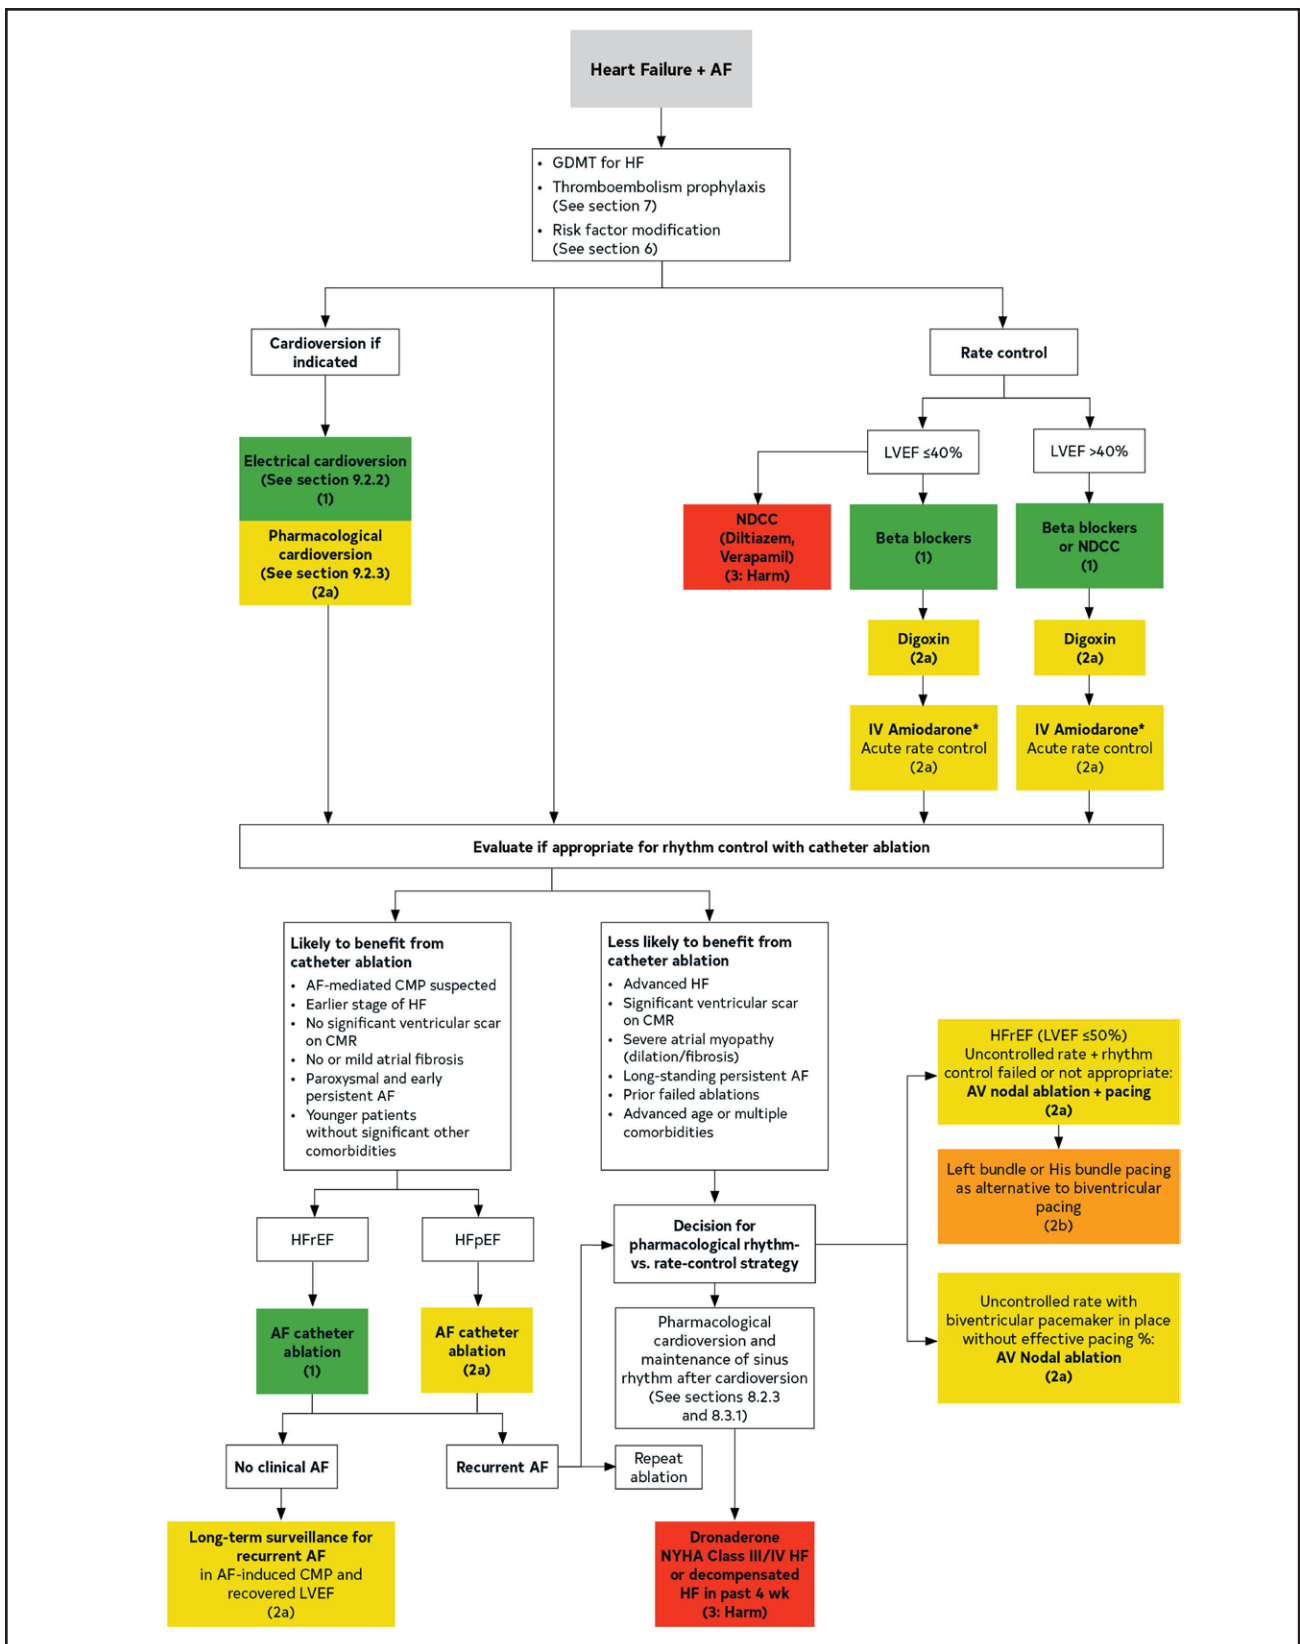 Heart Failure + AF
• GDMT for HF
• Thromboembolism prophylaxis
(See section 7)
• Risk factor modification
(See section 6)
Cardioversion if
indicated
Electrical cardioversion
(See section 9.2.2)
(1)
Pharmacological
cardioversion
(See section 9.2.3)
(2a)
Rate control
LVEF ≤40%
LVEF >40%
NDCC
(Diltiazem,
Verapamil)
(3: Harm)
Beta blockers
(1)
Beta blockers
or NDCC
(1)
Digoxin
(2a)
Digoxin
(2a)
IV Amiodarone*
Acute rate control
(2a)
IV Amiodarone*
Acute rate control
(2a)
Evaluate if appropriate for rhythm control with catheter ablation
Likely to benefit from
catheter ablation
• AF-mediated CMP suspected
• Earlier stage of HF
• No significant ventricular scar
on CMR
• No or mild atrial fibrosis
• Paroxysmal and early
persistent AF
• Younger patients
without significant other
comorbidities
Less likely to benefit from
catheter ablation
• Advanced HF
• Significant ventricular scar
on CMR
• Severe atrial myopathy
(dilation/fibrosis)
• Long-standing persistent AF
• Prior failed ablations
• Advanced age or multiple
comorbidities
HFrEF (LVEF ≤50%)
Uncontrolled rate + rhythm
control failed or not appropriate:
AV nodal ablation + pacing
(2a)
Left bundle or His bundle pacing
as alternative to biventricular
pacing
(2b)
Uncontrolled rate with
biventricular pacemaker in place
without effective pacing %:
AV Nodal ablation
(2a)
HFrEF
HFpEF
Decision for
pharmacological rhythm-
vs. rate-control strategy
AF catheter
ablation
(1)
AF catheter
ablation
(2a)
Pharmacological
cardioversion and
maintenance of sinus
rhythm after cardioversion
(See sections 8.2.3
and 8.3.1)
No clinical AF
Recurrent AF
Repeat
ablation
Long-term surveillance for
recurrent AF
in AF-induced CMP and
recovered LVEF
(2a)
Dronaderone
NYHA Class III/IV HF
or decompensated
HF in past 4 wk
(3: Harm)